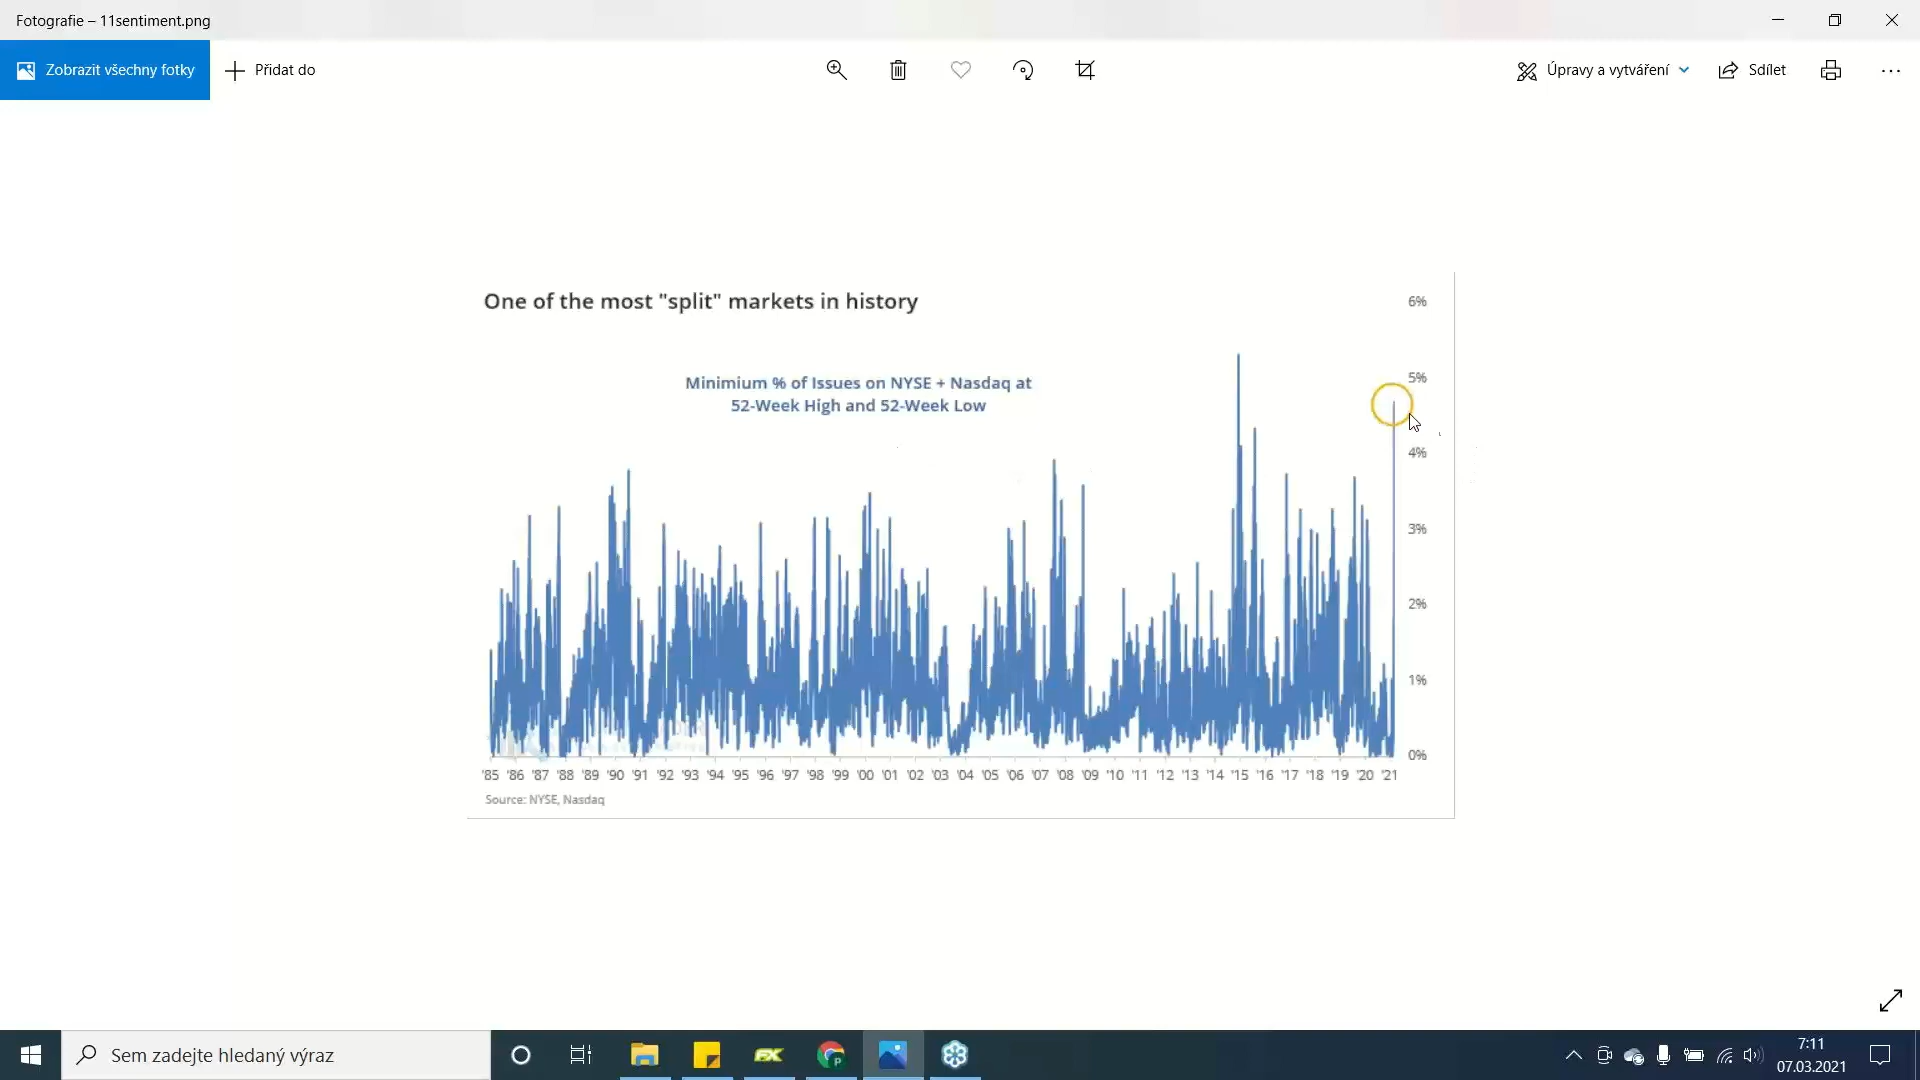 Fotografie – 11sentiment.png
Zobrazit všechny fotky
Přidat do
Úpravy a vytváření
Sdílet
One of the most "split" markets in history
Minimium % of Issues on NYSE + Nasdaq at
52-Week High and 52-Week Low
6%
5%
4%
3%
2%
1%
0%
'85 '86 '87 '88 '89 '90 '91 '92 '93 '94 '95 '96 '97 '98 '99 '00 '01 '02 '03 '04 '05 '06 '07 '08 '09 '10 '11 '12 '13 '14 '15 '16 '17 '18 '19 '20 '21
Source: NYSE, Nasdaq
Sem zadejte hledaný výraz
FX
P
7:11
07.03.2021